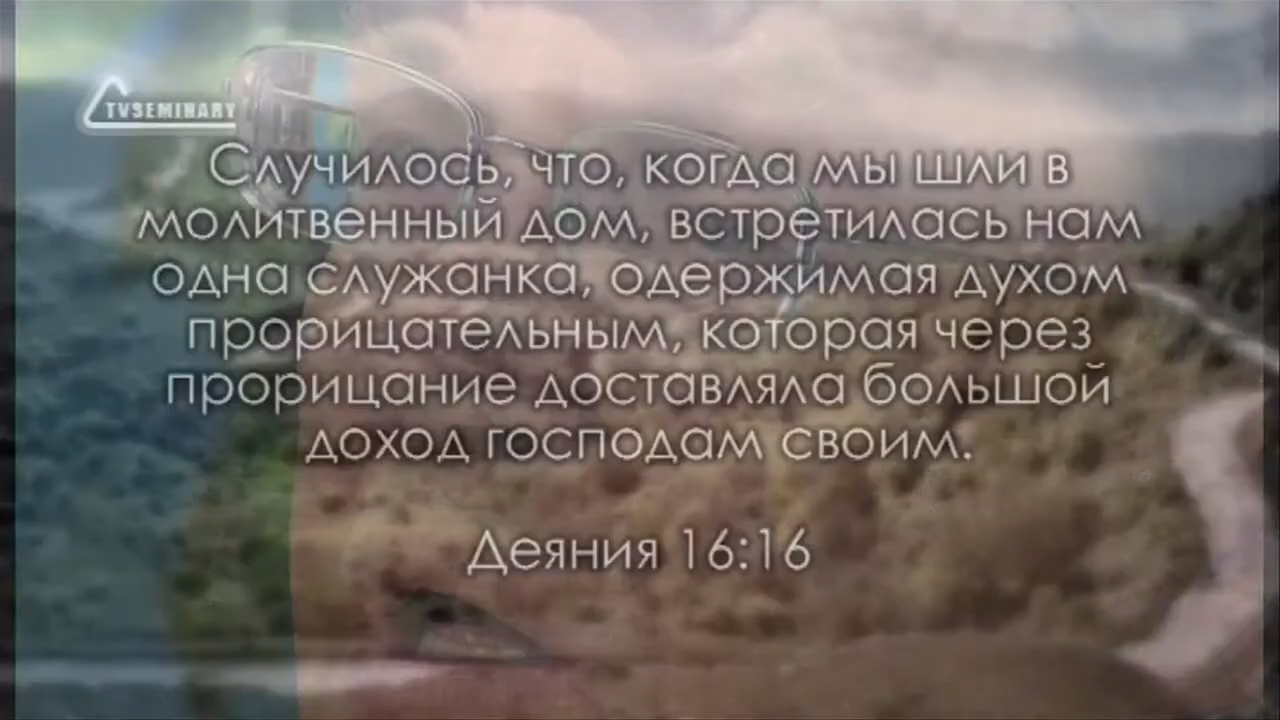 TVSEMINARY
Случилось, что, когда мы шли в
молитвенный дом, встретилась нам
одна служанка, одержимая духом
прорицательным, которая через
прорицание доставляла большой
доход господам своим.
Деяния 16:16